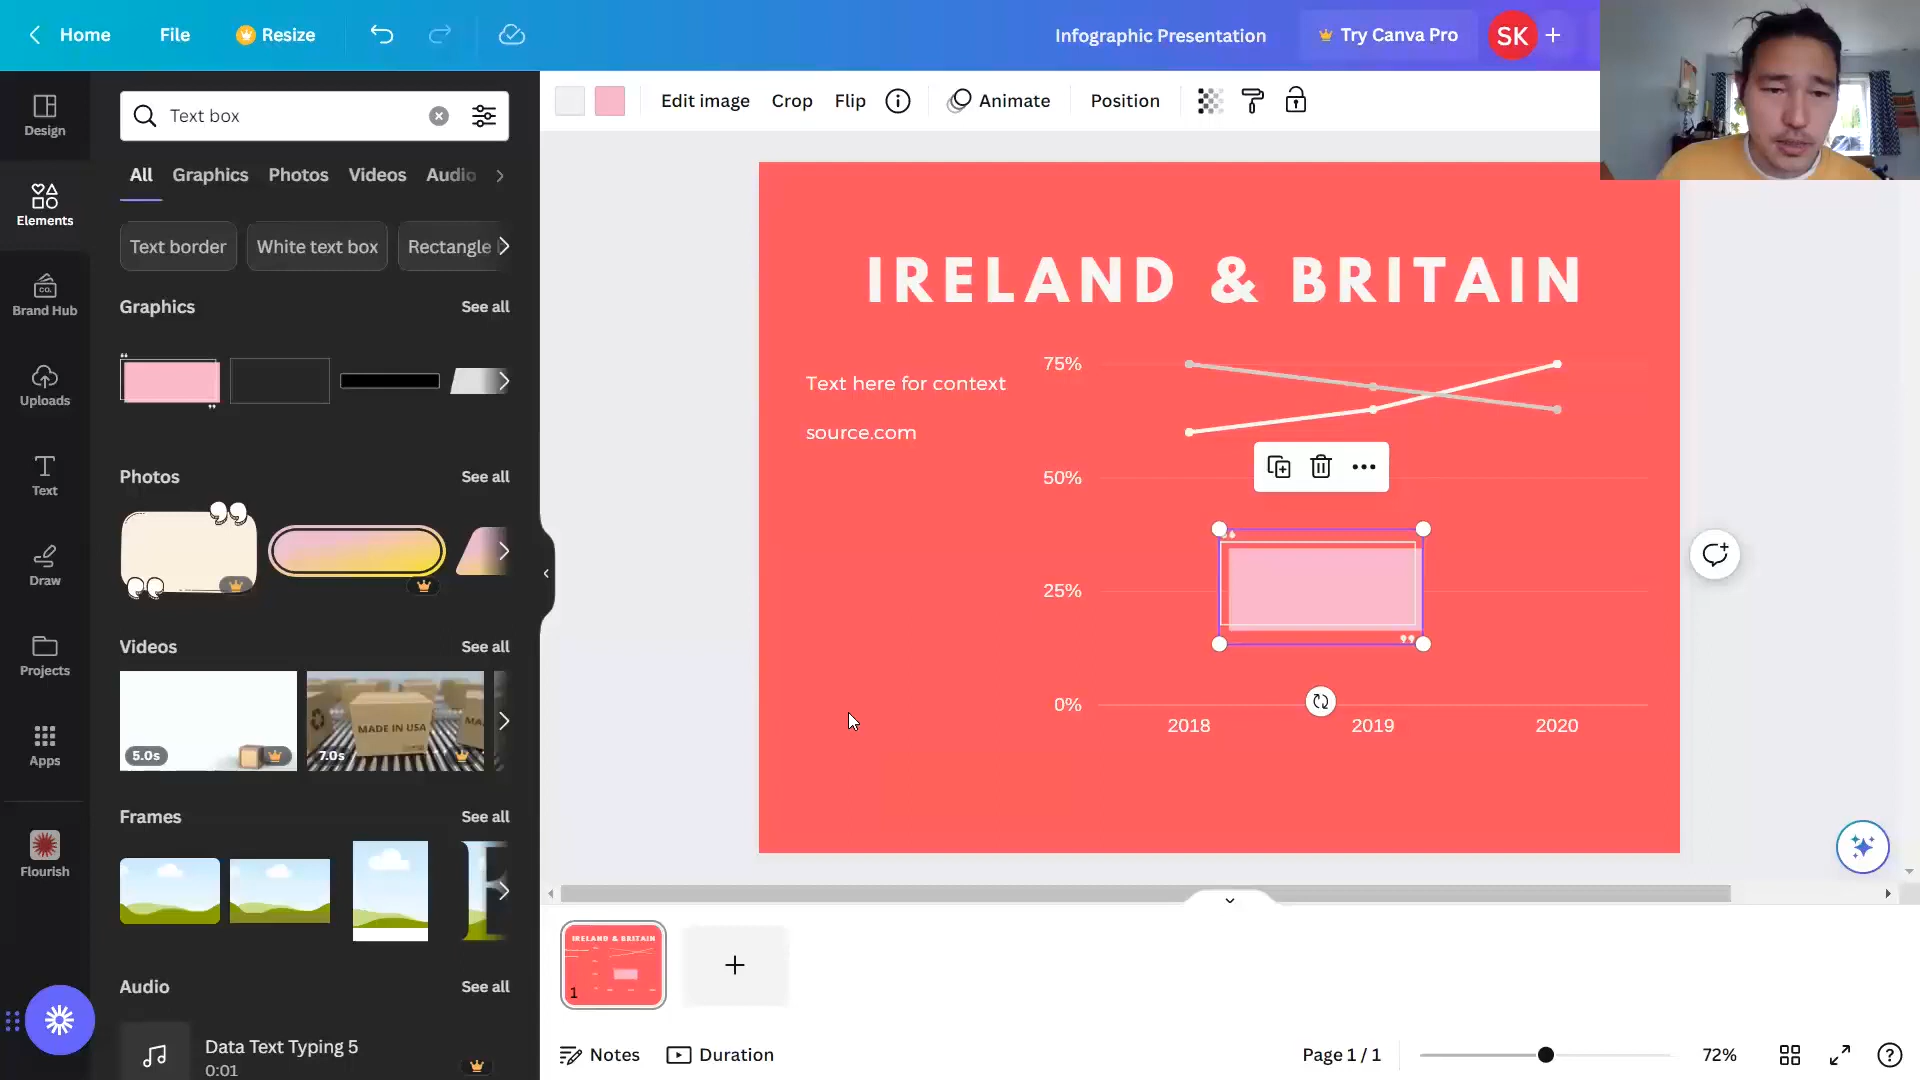 Home File Resize
Infographic Presentation Try Canva Pro SK
Design
Elements
Brand Hub
Uploads
Text
Draw
Projects
Apps
Flourish
Text box
All Graphics Photos Videos Audio
Text border White text box Rectangle
Graphics See all
Photos See all
Videos See all
5.0s
MADE IN USA
7.0s
Frames See all
Audio See all
Data Text Typing 5
0:01
Edit image Crop Flip Animate Position
IRELAND & BRITAIN
Text here for context
source.com
75%
50%
25%
0%
2018 2019 2020
IRELAND & BRITAIN
1
Notes Duration
Page 1 / 1 72%